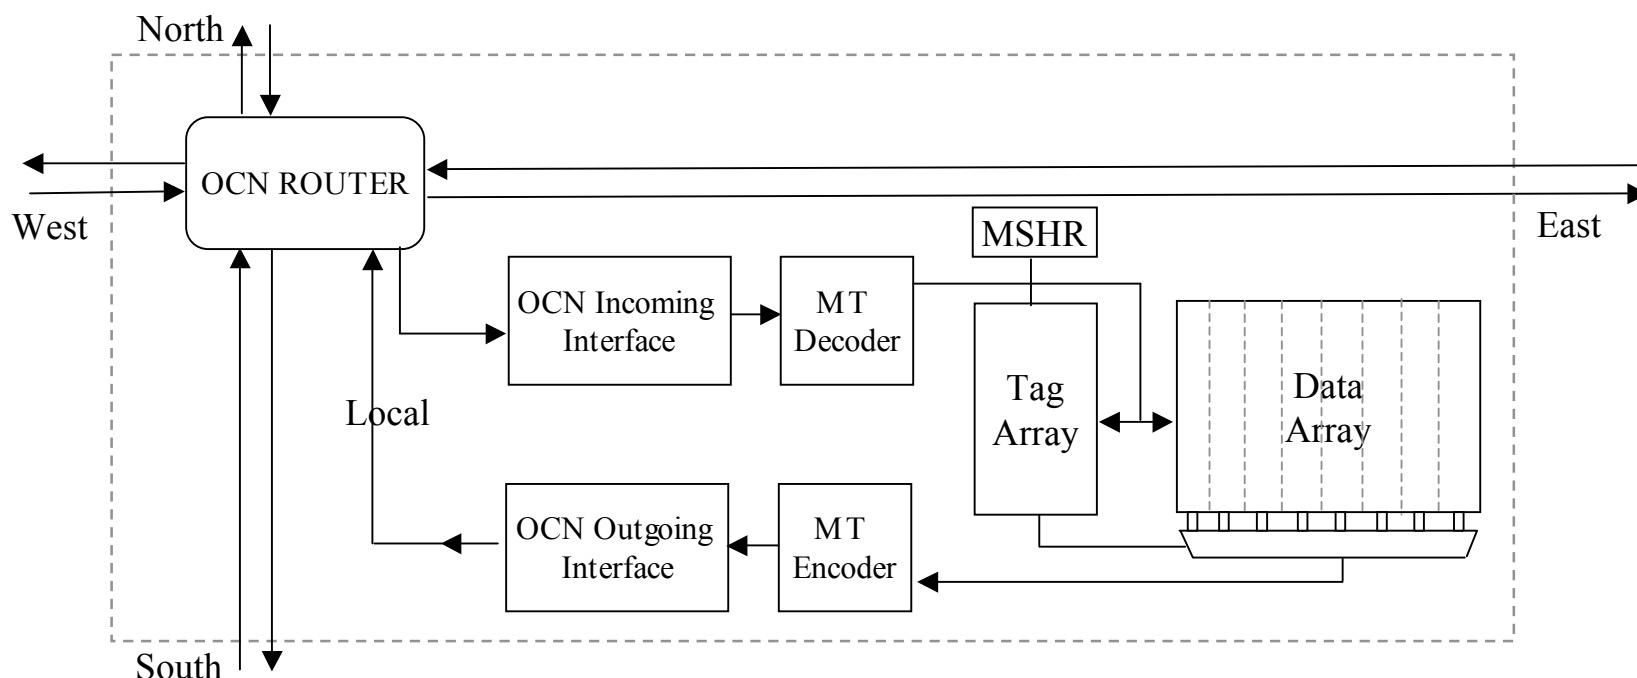 North
OCN ROUTER
West
East
MSHR
OCN Incoming
Interface
MT
Decoder
Tag
Array
Data
Array
Local
OCN Outgoing
Interface
MT
Encoder
South